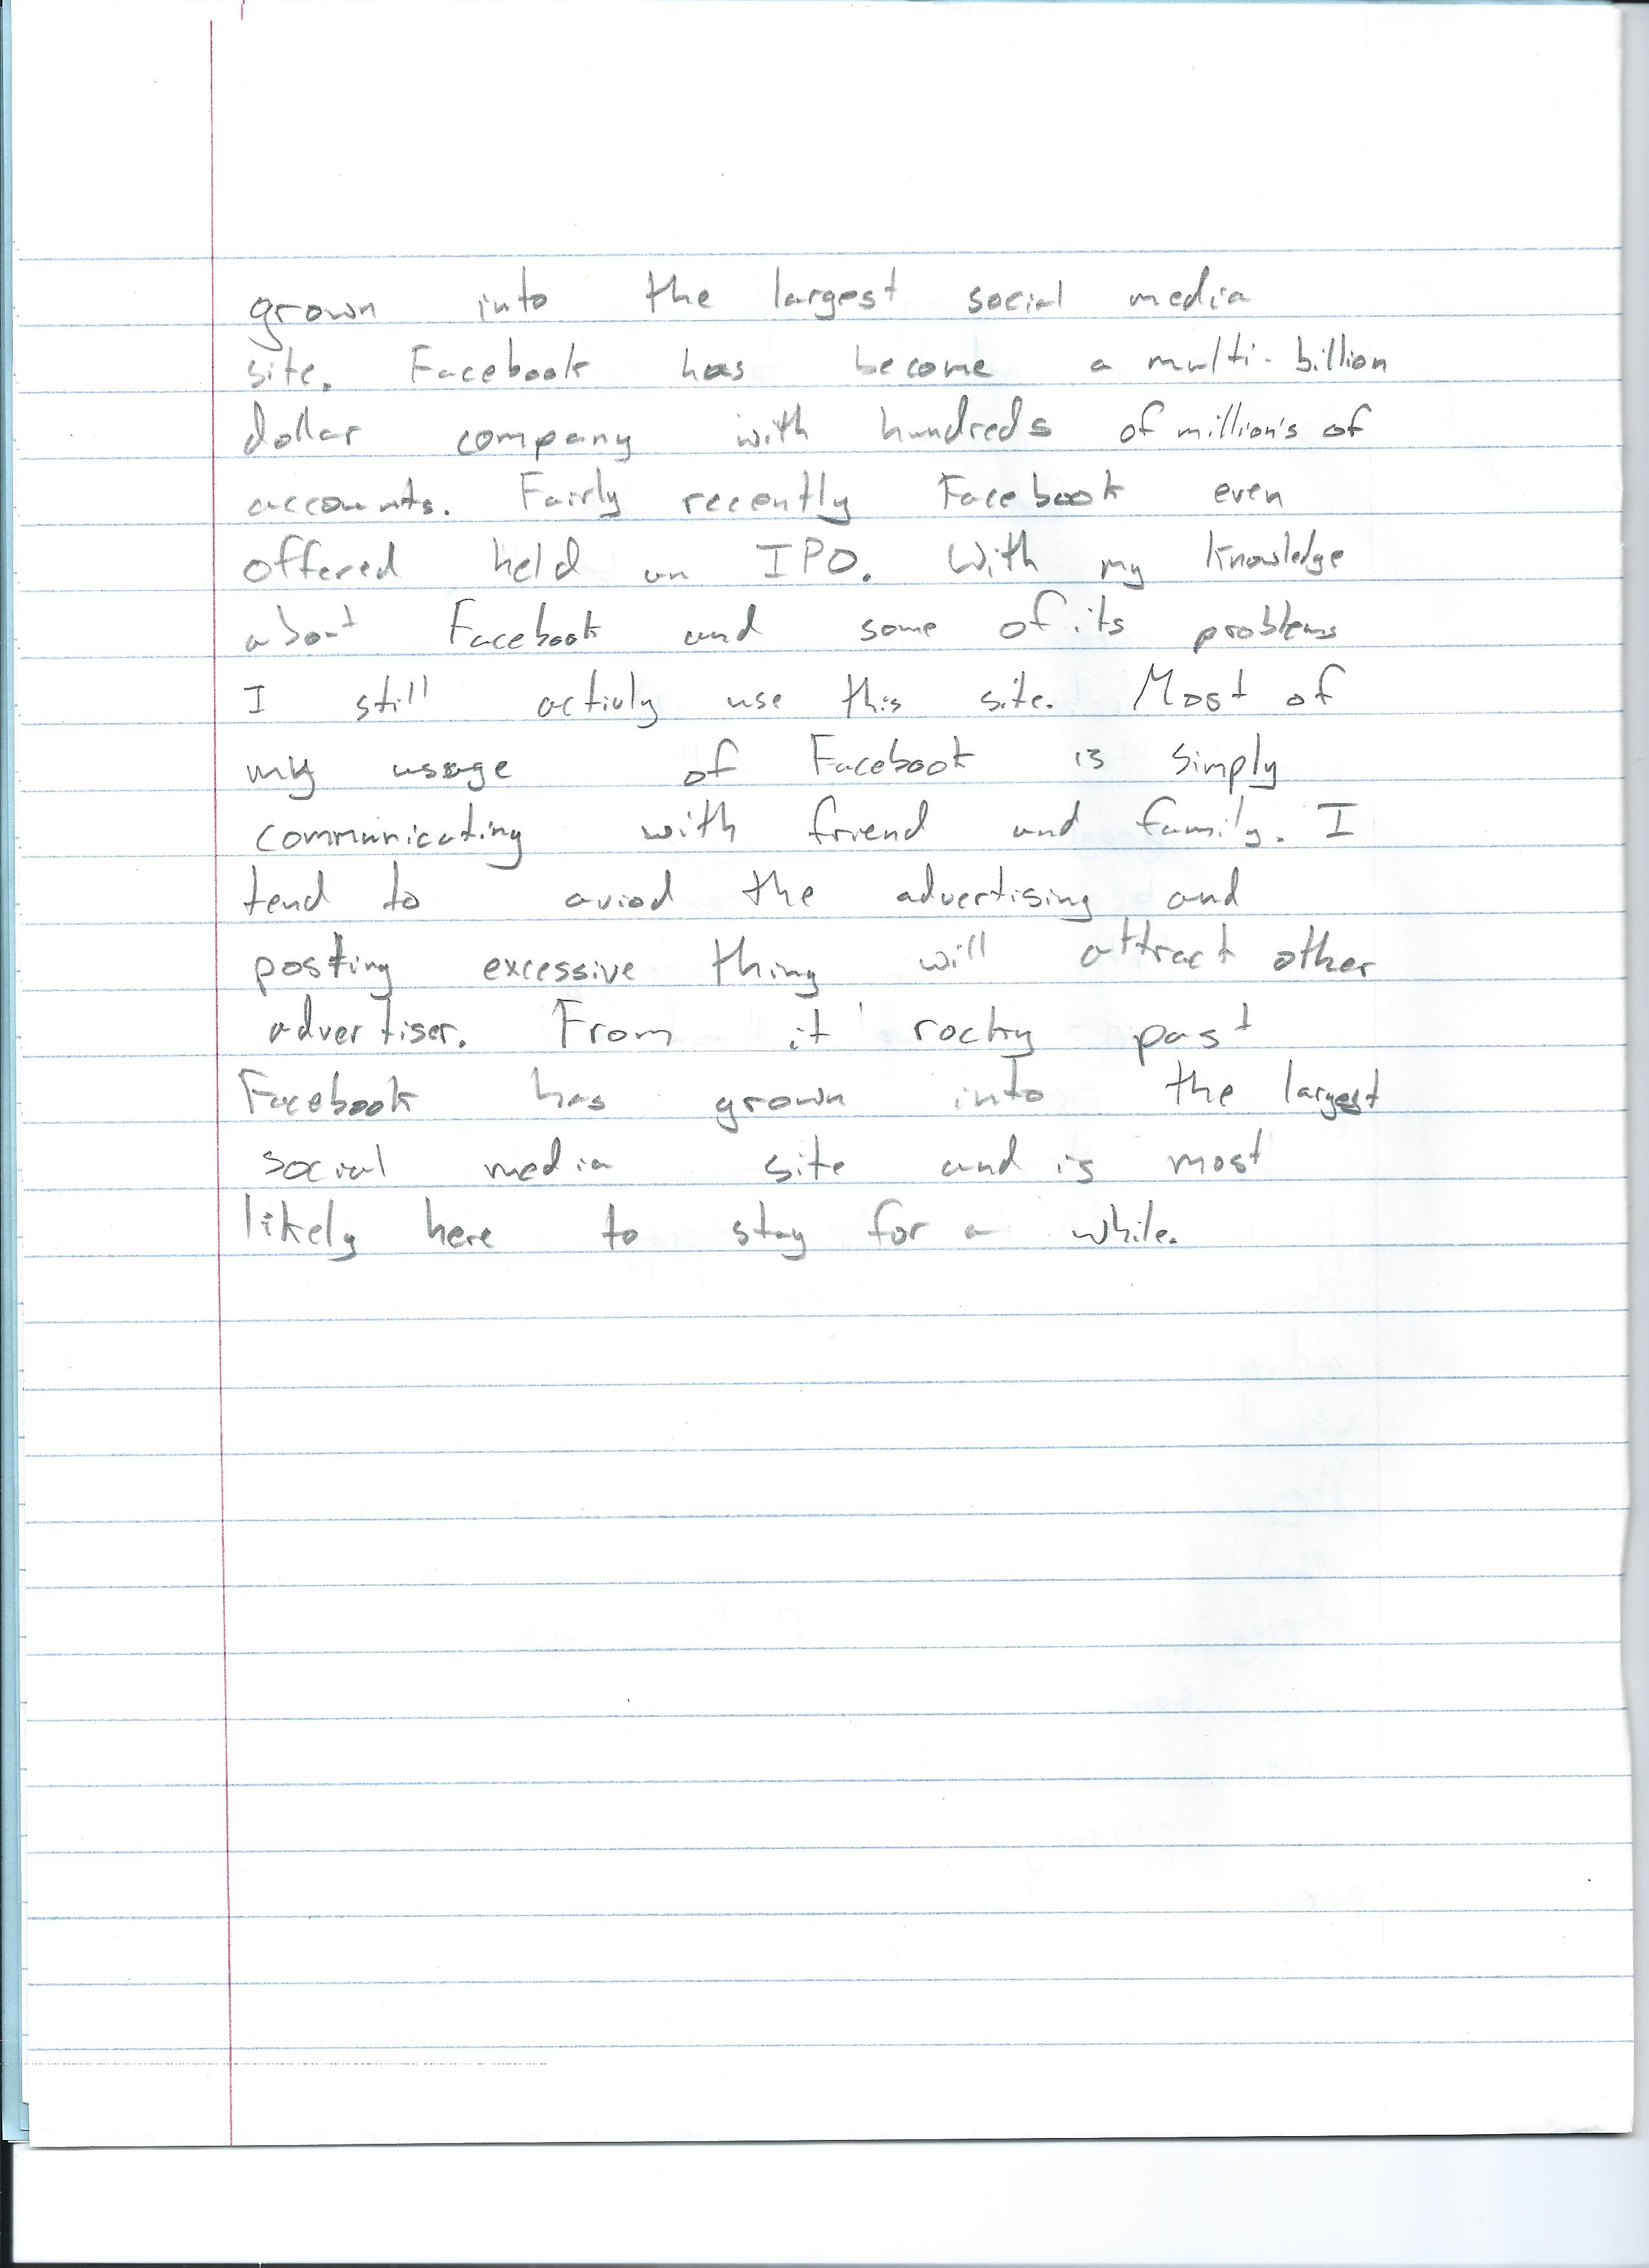 grown into the largest social media
site. Facebook has become a multi-billion
dollar company with hundreds of million's of
accounts. Fairly recently Facebook even
offered held an IPO. With my knowledge
about Facebook and some of its problems
I still activly use this site. Most of
my usage of Facebook is simply
communicating with friend and family. I
tend to aviod the advertising and
posting excessive thing will attract other
advertiser. From it rocky past
Facebook has grown into the largest
social media site and is most
likely here to stay for a while.